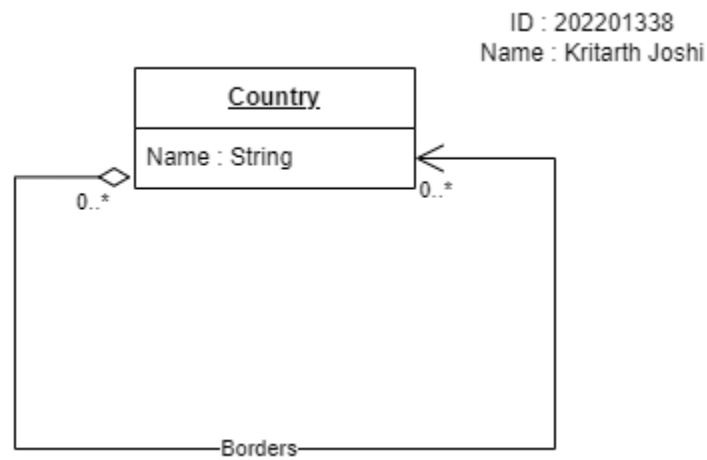 ID : 202201338
Name : Kritarth Joshi
Country
Name : String
0..*
0..*
Borders